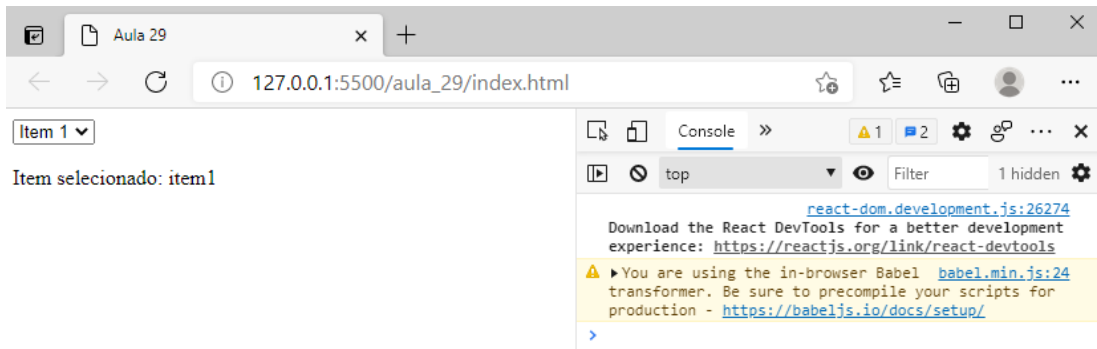 Aula 29
127.0.0.1:5500/aula_29/index.html
Item 1
Item selecionado: item1
Console
1
2
top
Filter
1 hidden
react-dom.development.js:26274
Download the React DevTools for a better development
experience: https://reactjs.org/link/react-devtools
You are using the in-browser Babel babel.min.js:24
transformer. Be sure to precompile your scripts for
production - https://babeljs.io/docs/setup/